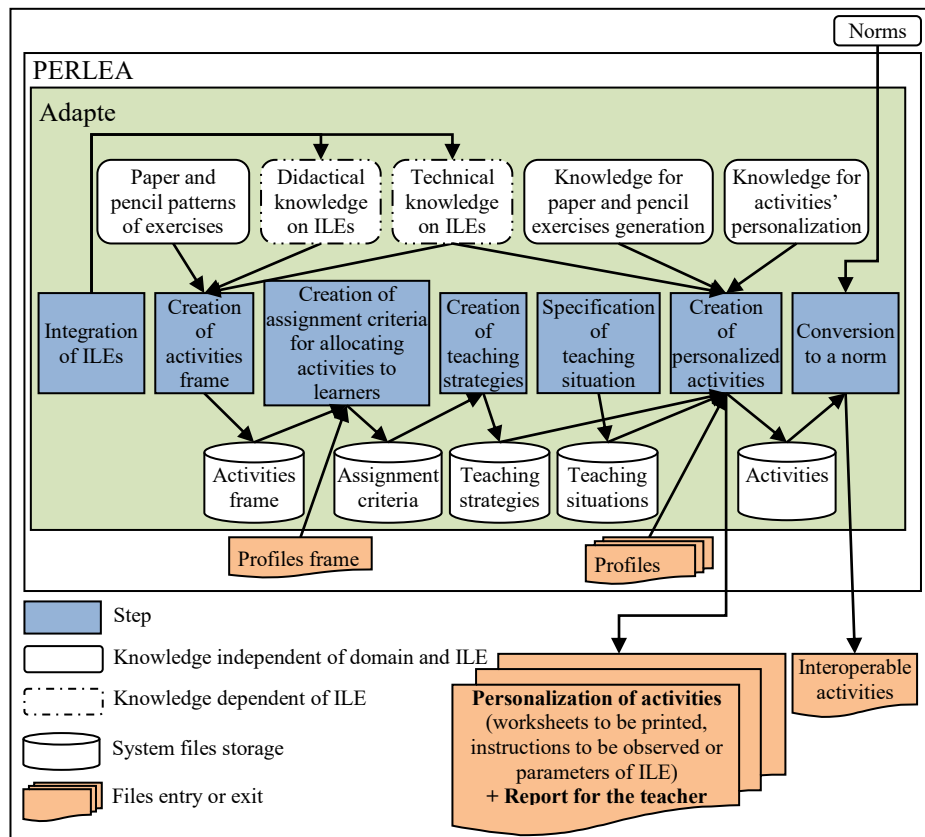 Norms
PERLEA
Adapte
Paper and
pencil patterns
of exercises
Didactical
knowledge
on ILEs
Technical
knowledge
on ILEs
Knowledge for
paper and pencil
exercises generation
Knowledge for
activities'
personalization
Integration
of ILEs
Creation
of
activities
frame
Creation of
assignment criteria
for allocating
activities to
learners
Creation of
teaching
strategies
Specification
of teaching
situation
Creation
of
personalized
activities
Conversion
to a norm
Activities
frame
Assignment
criteria
Teaching
strategies
Teaching
situations
Activities
Profiles frame
Profiles
Step
Knowledge independent of domain and ILE
Knowledge dependent of ILE
System files storage
Files entry or exit
Personalization of activities
(worksheets to be printed,
instructions to be observed or
parameters of ILE)
+ Report for the teacher
Interoperable
activities